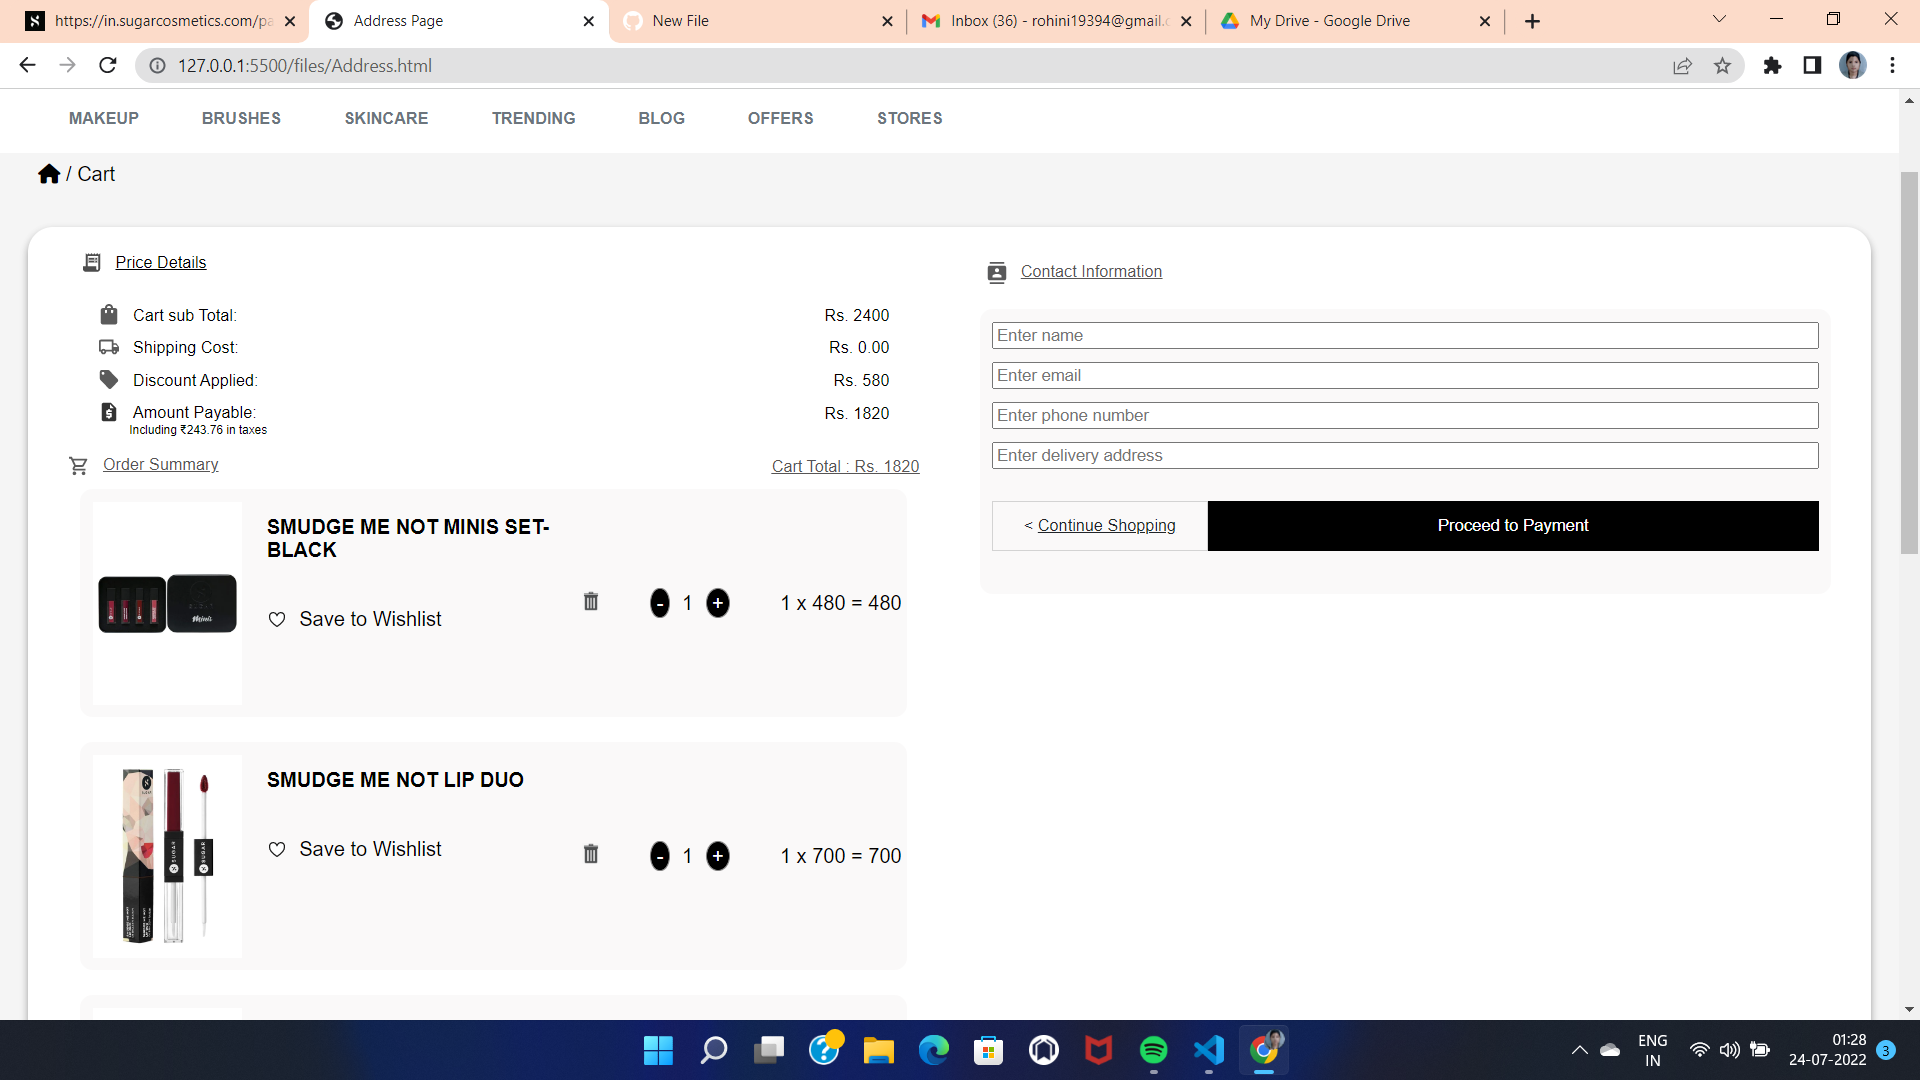 https://in.sugarcosmetics.com/pa
Address Page
New File
Inbox (36) - rohini19394@gmail.c
My Drive - Google Drive
127.0.0.1:5500/files/Address.html
MAKEUP BRUSHES SKINCARE TRENDING BLOG OFFERS STORES
/ Cart
Price Details
Cart sub Total: Rs. 2400
Shipping Cost: Rs. 0.00
Discount Applied: Rs. 580
Amount Payable: Rs. 1820
Including ₹243.76 in taxes
Order Summary Cart Total : Rs. 1820
SMUDGE ME NOT MINIS SET-
BLACK
Save to Wishlist
- 1 + 1 x 480 = 480
Minis
SMUDGE ME NOT LIP DUO
Save to Wishlist
- 1 + 1 x 700 = 700
SUGAR
SUGAR
Contact Information
Enter name
Enter email
Enter phone number
Enter delivery address
< Continue Shopping
Proceed to Payment
ENG
IN
01:28
24-07-2022
3